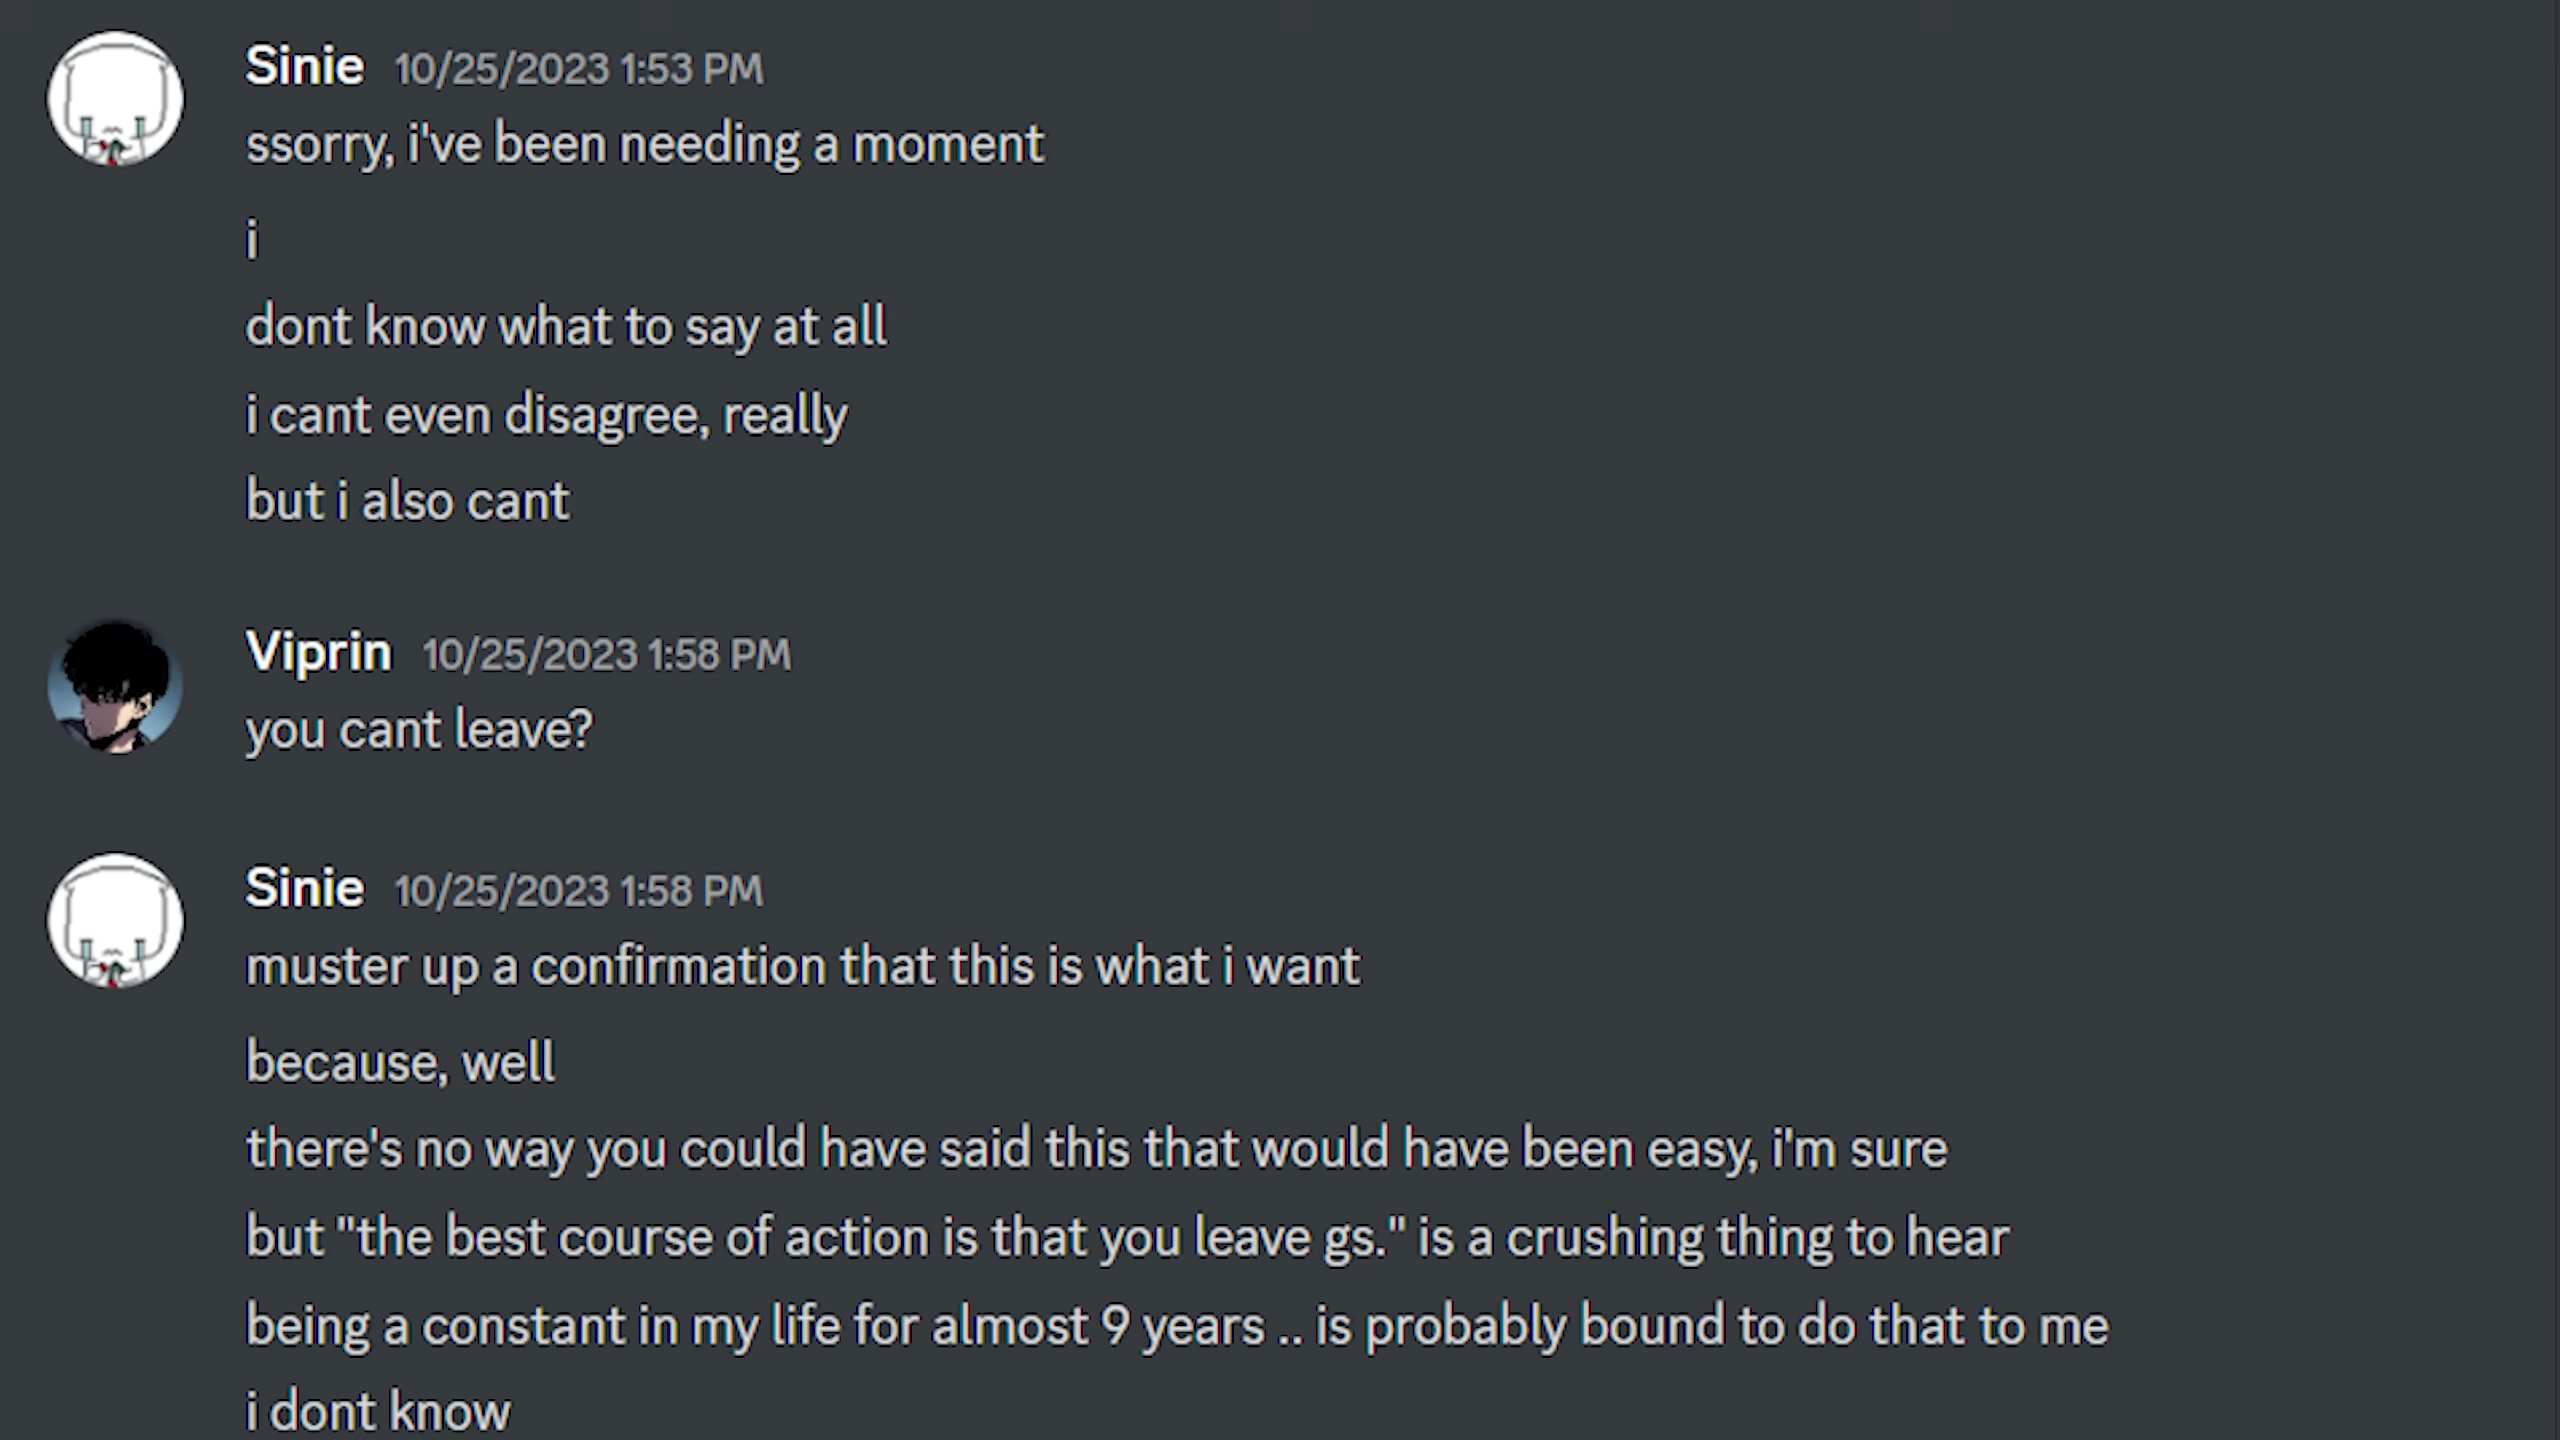 Sinie 10/25/2023 1:53 PM
ssorry, i've been needing a moment
i
dont know what to say at all
i cant even disagree, really
but i also cant
Viprin 10/25/2023 1:58 PM
you cant leave?
Sinie 10/25/2023 1:58 PM
muster up a confirmation that this is what i want
because, well
there's no way you could have said this that would have been easy, i'm sure
but "the best course of action is that you leave gs." is a crushing thing to hear
being a constant in my life for almost 9 years .. is probably bound to do that to me
i dont know